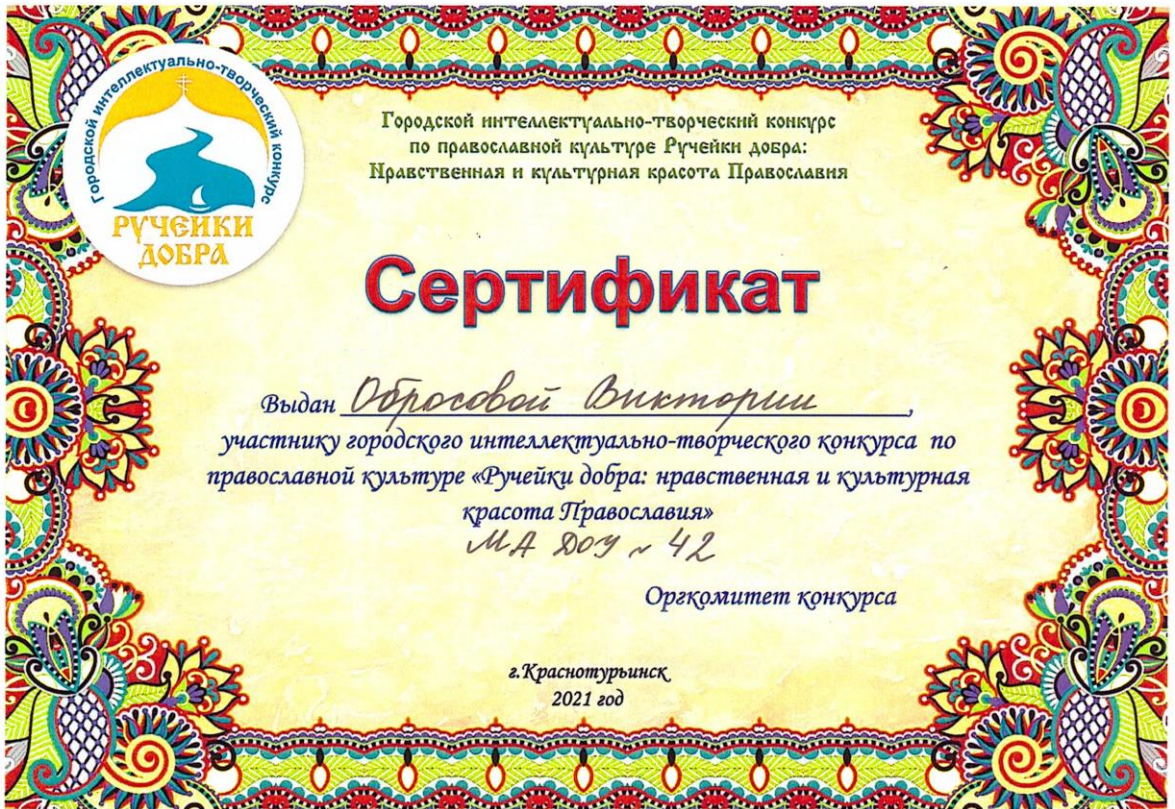 Городской интеллектуально-творческий конкурс
РУЧЕЙКИ
ДОБРА
Городской интеллектуально-творческий конкурс
по православной культуре Ручейки добра:
Нравственная и культурная красота Православия
Сертификат
Выдан Обросовой Виктории,
участнику городского интеллектуально-творческого конкурса по
православной культуре «Ручейки добра: нравственная и культурная
красота Православия»
МА ДОУ № 42
Оргкомитет конкурса
г.Краснотурьинск
2021 год